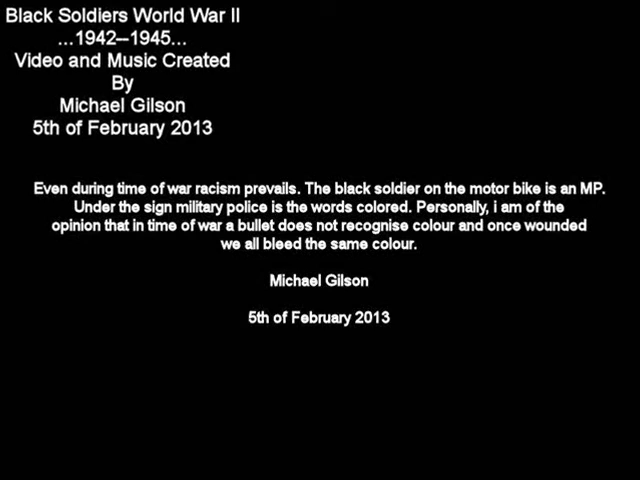 Black Soldiers World War II
...1942--1945...
Video and Music Created
By
Michael Gilson
5th of February 2013
Even during time of war racism prevails. The black soldier on the motor bike is an MP.
Under the sign military police is the words colored. Personally, i am of the
opinion that in time of war a bullet does not recognise colour and once wounded
we all bleed the same colour.
Michael Gilson
5th of February 2013